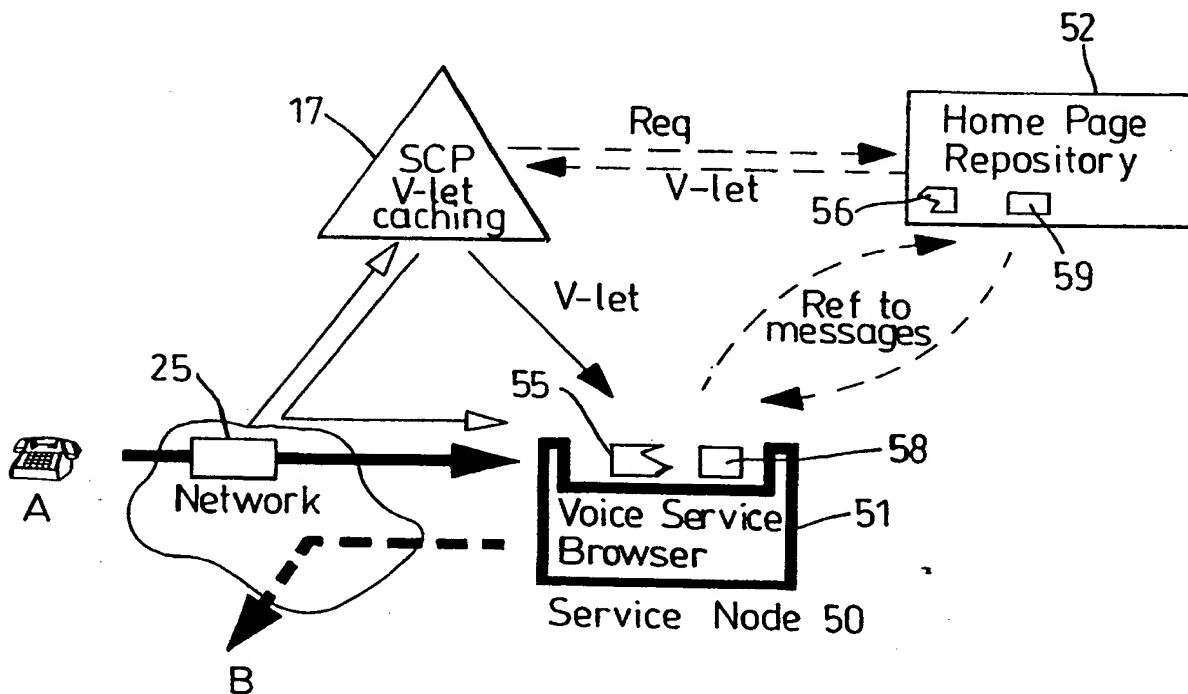 52
17
SCP
V-let
caching
Req
V-let
Home Page
Repository
56
59
V-let
Ref to
messages
25
55
58
A
Network
Voice Service
Browser
51
Service Node 50
B